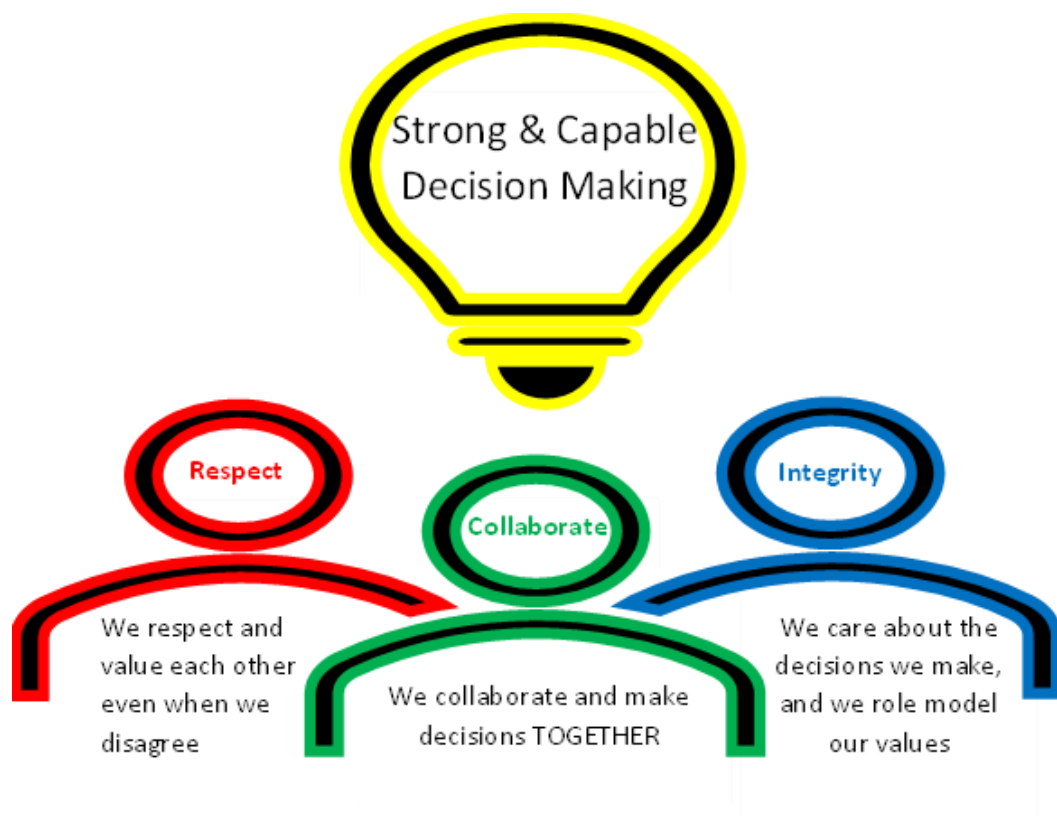 Strong & Capable
Decision Making
Respect
Collaborate
Integrity
We respect and
value each other
even when we
disagree
We collaborate and make
decisions TOGETHER
We care about the
decisions we make,
and we role model
our values